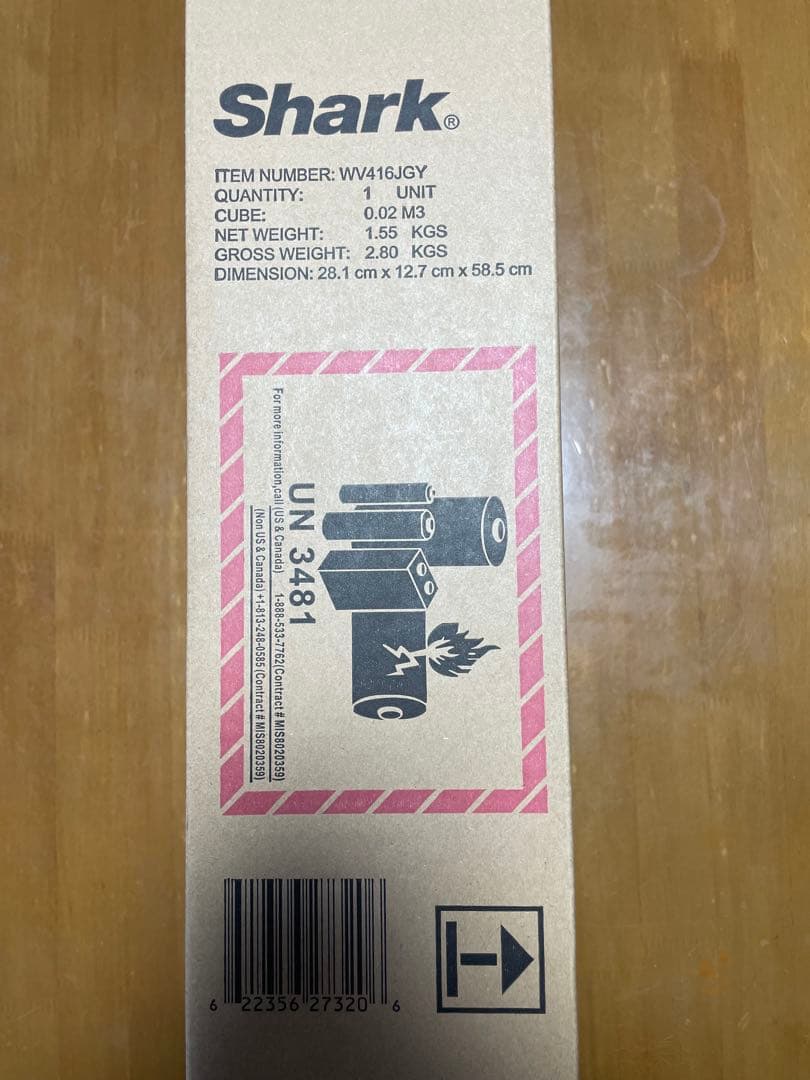 Shark®
ITEM NUMBER: WV416JGY
QUANTITY: 1 UNIT
CUBE: 0.02 M3
NET WEIGHT: 1.55 KGS
GROSS WEIGHT: 2.80 KGS
DIMENSION: 28.1 cm x 12.7 cm x 58.5 cm
UN 3481
For more information,call (US & Canada) 1-888-533-7762(Contract # MIS8020359)
(Non US & Canada) +1-813-248-0585 (Contract # MIS8020359)
6 22356 27320 6